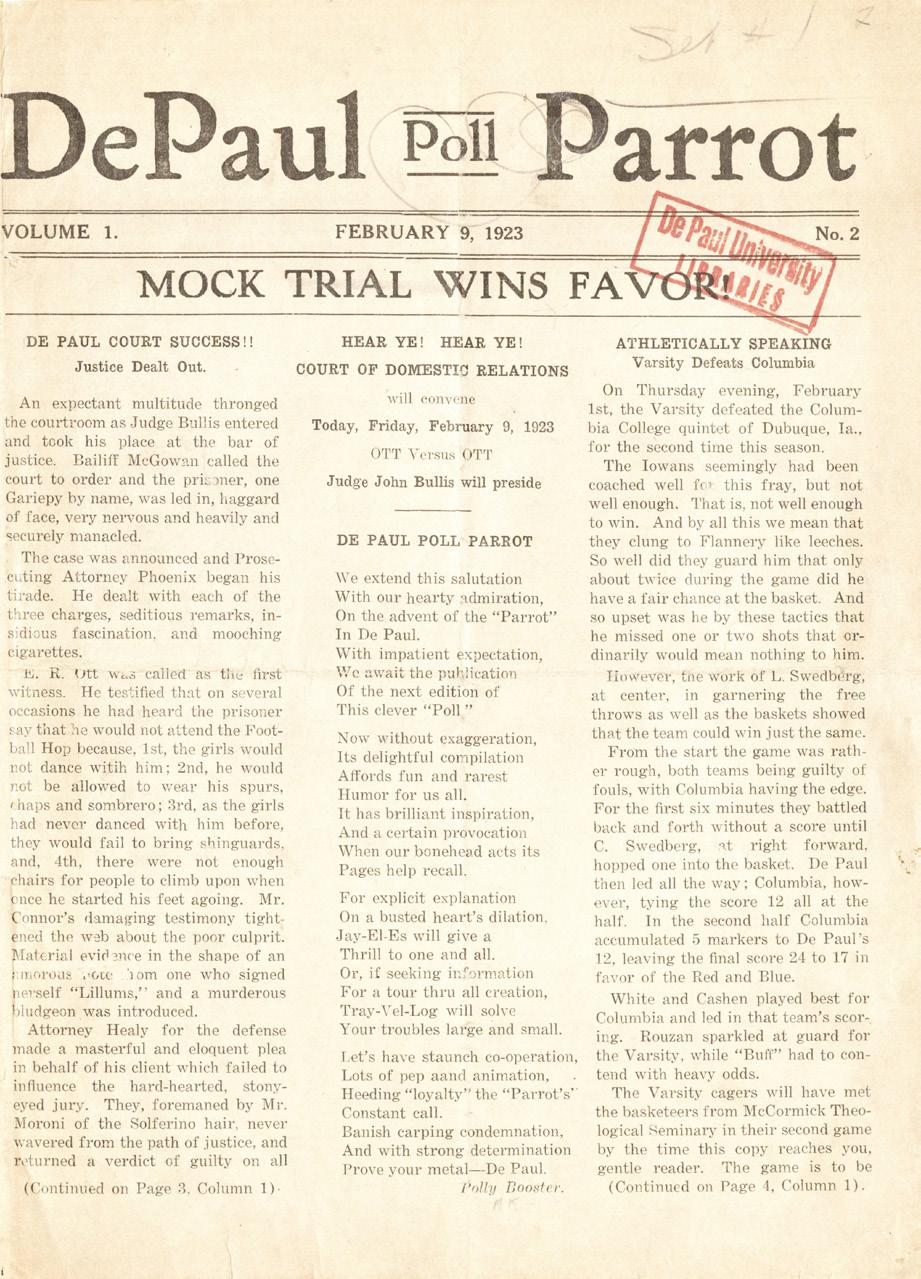 Set # 1 2
DePaul Poll Parrot
VOLUME 1. FEBRUARY 9, 1923 No. 2
De Paul University
LIBRARIES
MOCK TRIAL WINS FAVOR!
DE PAUL COURT SUCCESS!!
Justice Dealt Out.
An expectant multitude thronged
the courtroom as Judge Bullis entered
and took his place at the bar of
justice. Bailiff McGowan called the
court to order and the prisoner, one
Gariepy by name, was led in, haggard
of face, very nervous and heavily and
securely manacled.
The case was announced and Prose-
cuting Attorney Phoenix began his
tirade. He dealt with each of the
three charges, seditious remarks, in-
sidious fascination, and mooching
cigarettes.
E. R. Ott was called as the first
witness. He testified that on several
occasions he had heard the prisoner
say that he would not attend the Foot-
ball Hop because, 1st, the girls would
not dance witih him; 2nd, he would
not be allowed to wear his spurs,
chaps and sombrero; 3rd, as the girls
had never danced with him before,
they would fail to bring shinguards,
and, 4th, there were not enough
chairs for people to climb upon when
once he started his feet agoing. Mr.
Connor's damaging testimony tight-
ened the web about the poor culprit.
Material evidence in the shape of an
amorous note from one who signed
herself "Lillums," and a murderous
bludgeon was introduced.
Attorney Healy for the defense
made a masterful and eloquent plea
in behalf of his client which failed to
influence the hard-hearted, stony-
eyed jury. They, foremaned by Mr.
Moroni of the Solferino hair, never
wavered from the path of justice, and
returned a verdict of guilty on all
(Continued on Page 3, Column 1)
HEAR YE! HEAR YE!
COURT OF DOMESTIC RELATIONS
will convene
Today, Friday, February 9, 1923
OTT Versus OTT
Judge John Bullis will preside
DE PAUL POLL PARROT
We extend this salutation
With our hearty admiration,
On the advent of the "Parrot"
In De Paul.
With impatient expectation,
We await the publication
Of the next edition of
This clever "Poll."
Now without exaggeration,
Its delightful compilation
Affords fun and rarest
Humor for us all.
It has brilliant inspiration,
And a certain provocation
When our bonehead acts its
Pages help recall.
For explicit explanation
On a busted heart's dilation,
Jay-El-Es will give a
Thrill to one and all.
Or, if seeking information
For a tour thru all creation,
Tray-Vel-Log will solve
Your troubles large and small.
Let's have staunch co-operation,
Lots of pep aand animation,
Heeding "loyalty" the "Parrot's"
Constant call.
Banish carping condemnation,
And with strong determination
Prove your metal—De Paul.
Polly Booster.
MK
ATHLETICALLY SPEAKING
Varsity Defeats Columbia
On Thursday evening, February
1st, the Varsity defeated the Colum-
bia College quintet of Dubuque, Ia.,
for the second time this season.
The Iowans seemingly had been
coached well for this fray, but not
well enough. That is, not well enough
to win. And by all this we mean that
they clung to Flannery like leeches.
So well did they guard him that only
about twice during the game did he
have a fair chance at the basket. And
so upset was he by these tactics that
he missed one or two shots that or-
dinarily would mean nothing to him.
However, the work of L. Swedberg,
at center, in garnering the free
throws as well as the baskets showed
that the team could win just the same.
From the start the game was rath-
er rough, both teams being guilty of
fouls, with Columbia having the edge.
For the first six minutes they battled
back and forth without a score until
C. Swedberg, at right forward,
hopped one into the basket. De Paul
then led all the way; Columbia, how-
ever, tying the score 12 all at the
half. In the second half Columbia
accumulated 5 markers to De Paul's
12, leaving the final score 24 to 17 in
favor of the Red and Blue.
White and Cashen played best for
Columbia and led in that team's scor-
ing. Rouzan sparkled at guard for
the Varsity, while "Buff" had to con-
tend with heavy odds.
The Varsity cagers will have met
the basketeers from McCormick Theo-
logical Seminary in their second game
by the time this copy reaches you,
gentle reader. The game is to be
(Continued on Page 4, Column 1).